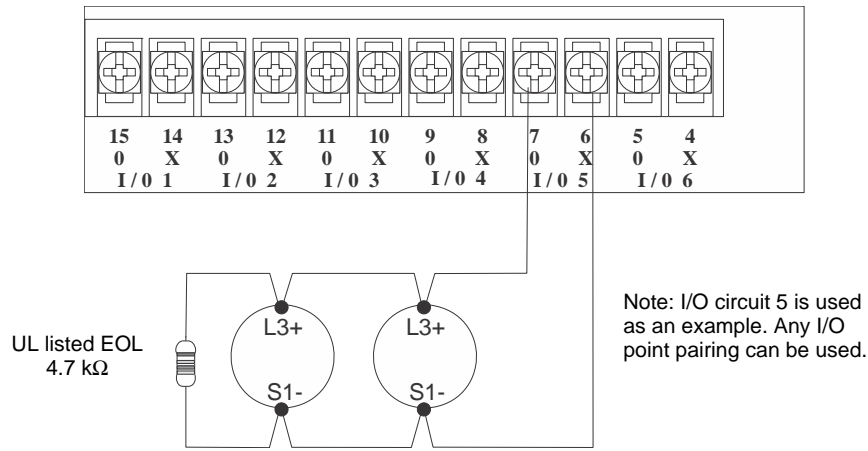 15 14 13 12 11 10 9 8 7 6 5 4
0 X 0 X 0 X 0 X 0 X 0 X
I / 0 1 I / 0 2 I / 0 3 I / 0 4 I / 0 5 I / 0 6
L3+ L3+
S1- S1-
UL listed EOL
4.7 kΩ
Note: I/O circuit 5 is used
as an example. Any I/O
point pairing can be used.